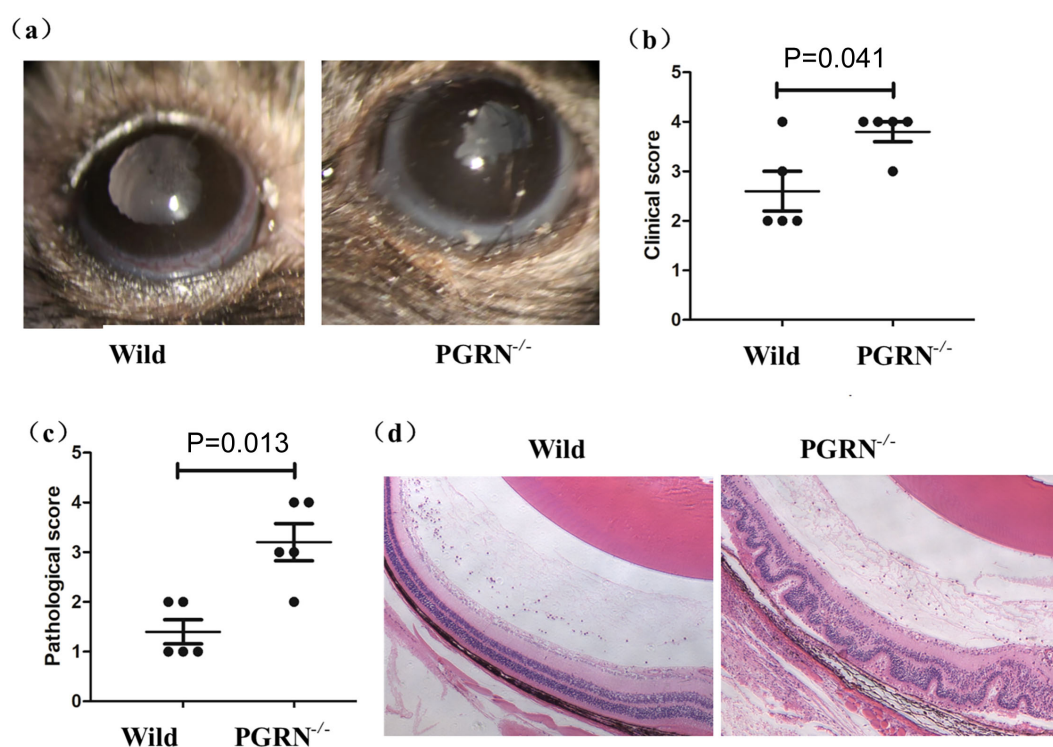 (a)
Wild
PGRN-/-
(b)
P=0.041
Clinical score
5
4
3
2
1
0
Wild
PGRN-/-
(c)
P=0.013
Pathological score
5
4
3
2
1
0
Wild
PGRN-/-
(d)
Wild
PGRN-/-